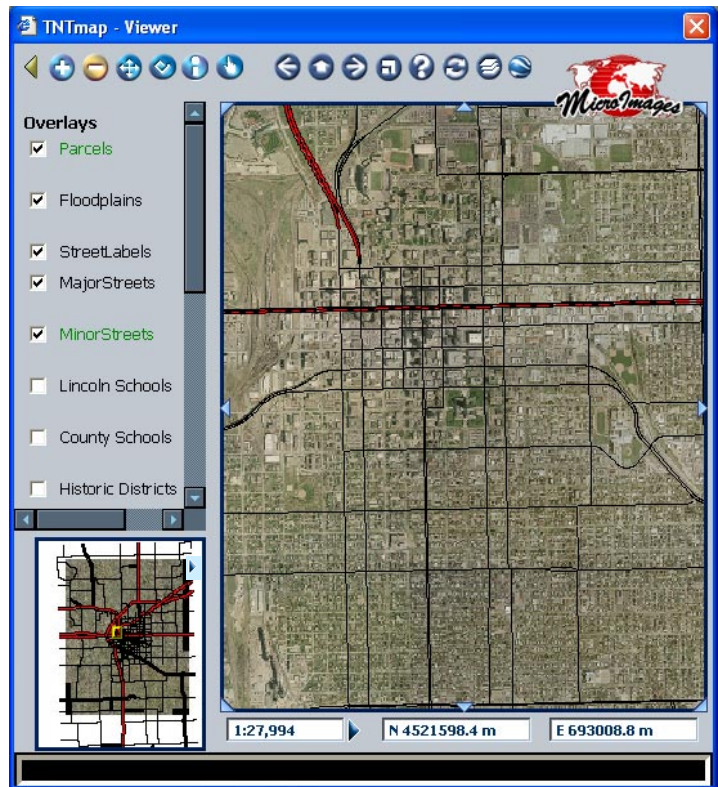 TNTmap - Viewer
MicroImages
Overlays
Parcels
Floodplains
StreetLabels
MajorStreets
MinorStreets
Lincoln Schools
County Schools
Historic Districts
1:27,994
N 4521598.4 m
E 693008.8 m